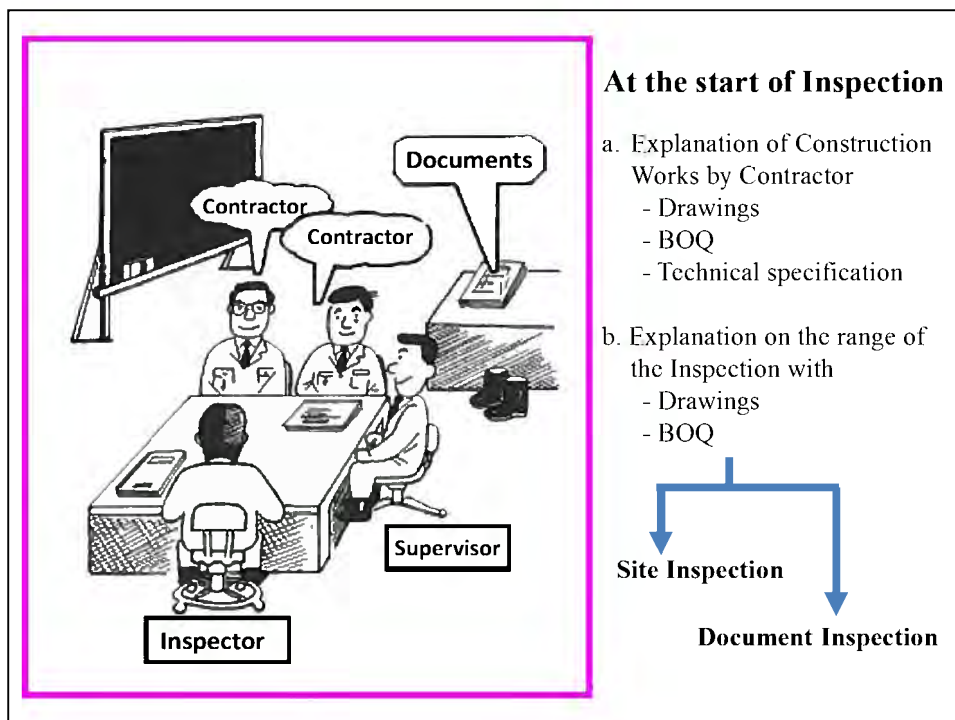 At the start of Inspection
a. Explanation of Construction
Works by Contractor
- Drawings
- BOQ
- Technical specification
b. Explanation on the range of
the Inspection with
- Drawings
- BOQ
Site Inspection
Document Inspection
Documents
Contractor
Contractor
Supervisor
Inspector